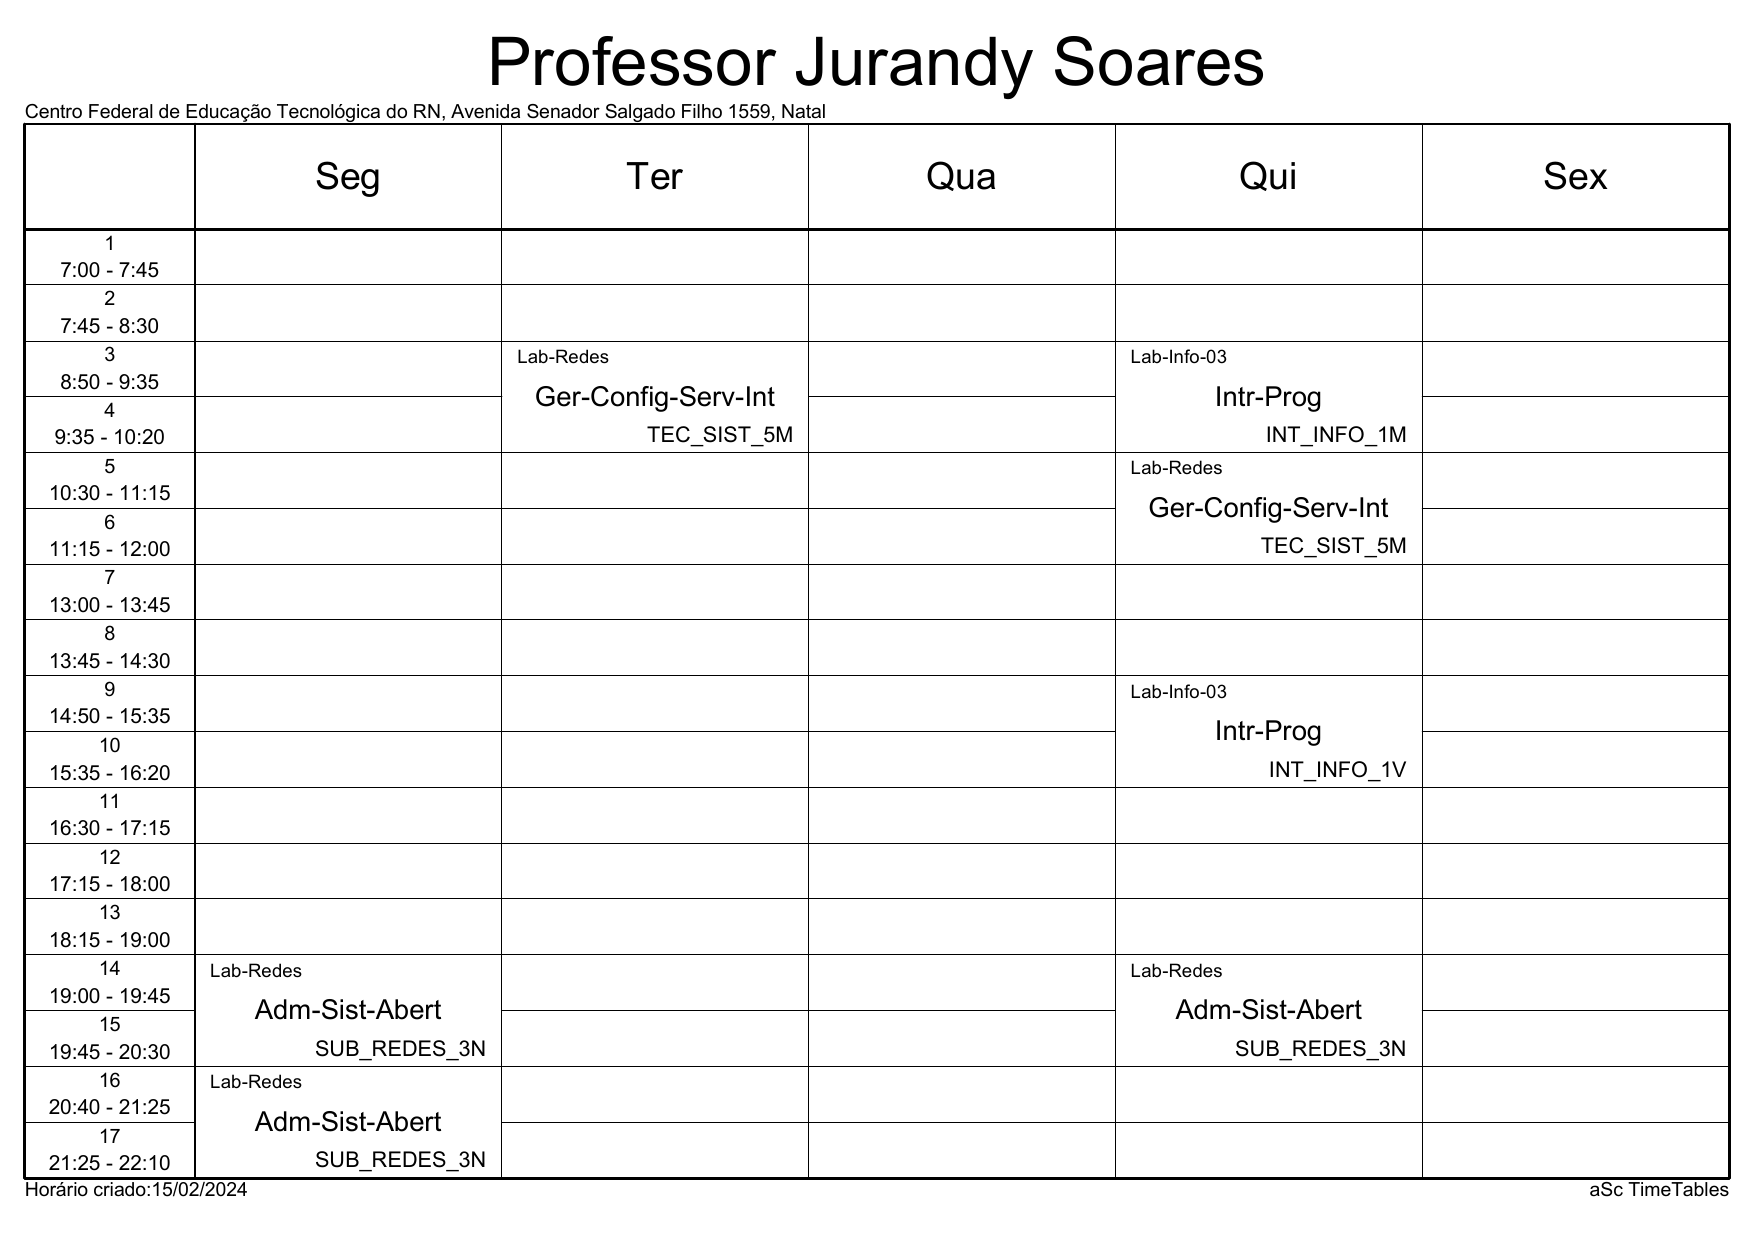 Professor Jurandy Soares
Centro Federal de Educação Tecnológica do RN, Avenida Senador Salgado Filho 1559, Natal
Seg Ter Qua Qui Sex
1
7:00 - 7:45
2
7:45 - 8:30
3
8:50 - 9:35
Lab-Redes
Ger-Config-Serv-Int
TEC_SIST_5M
Lab-Info-03
Intr-Prog
INT_INFO_1M
4
9:35 - 10:20
5
10:30 - 11:15
Lab-Redes
Ger-Config-Serv-Int
TEC_SIST_5M
6
11:15 - 12:00
7
13:00 - 13:45
8
13:45 - 14:30
9
14:50 - 15:35
Lab-Info-03
Intr-Prog
INT_INFO_1V
10
15:35 - 16:20
11
16:30 - 17:15
12
17:15 - 18:00
13
18:15 - 19:00
14
19:00 - 19:45
Lab-Redes
Adm-Sist-Abert
SUB_REDES_3N
Lab-Redes
Adm-Sist-Abert
SUB_REDES_3N
15
19:45 - 20:30
16
20:40 - 21:25
Lab-Redes
Adm-Sist-Abert
SUB_REDES_3N
17
21:25 - 22:10
Horário criado:15/02/2024
aSc TimeTables